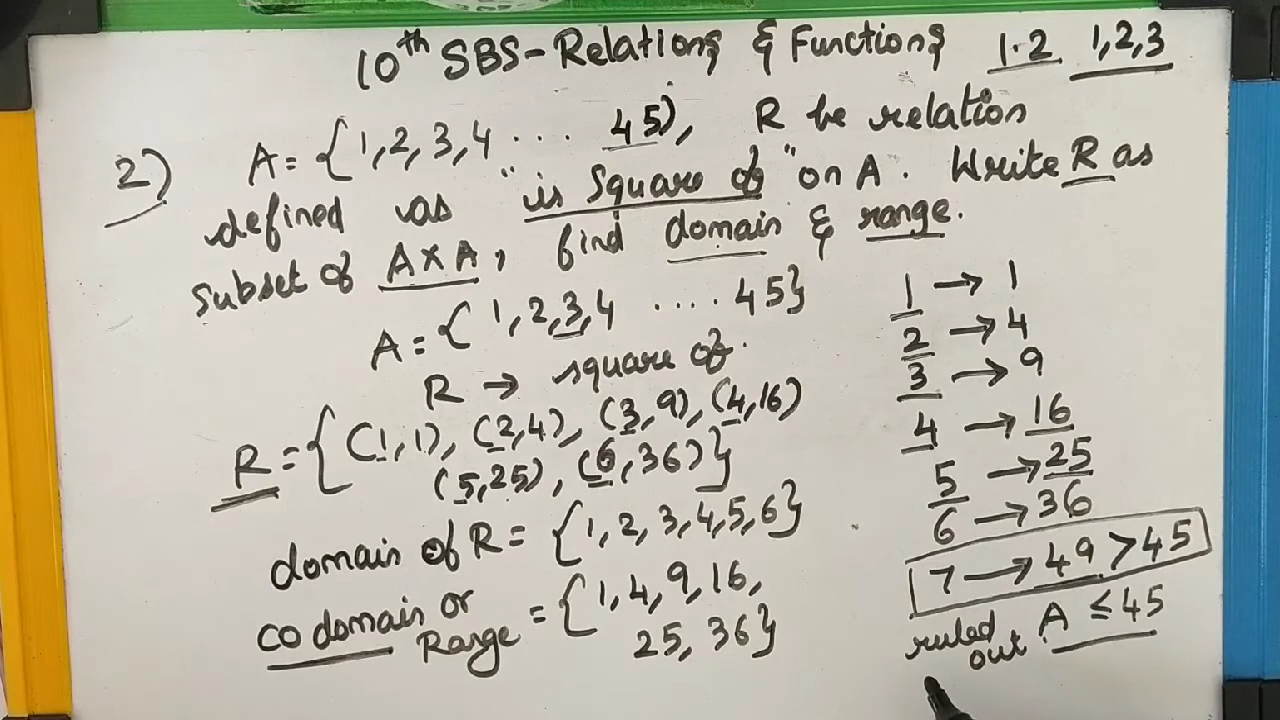 10th SBS-Relations & Functions 1.2 1,2,3
2) A = {1,2,3,4 .... 45}, R be relation
defined as "is square of" on A. Write R as
subset of A×A, find domain & range.
A = {1,2,3,4 .... 45}
R → square of.
R = {(1,1), (2,4), (3,9), (4,16)
(5,25), (6,36)}
domain of R = {1,2,3,4,5,6}
co domain or Range = {1,4,9,16,
25, 36}
1 → 1
2 → 4
3 → 9
4 → 16
5 → 25
6 → 36
7 → 49 > 45
ruled out A ≤ 45